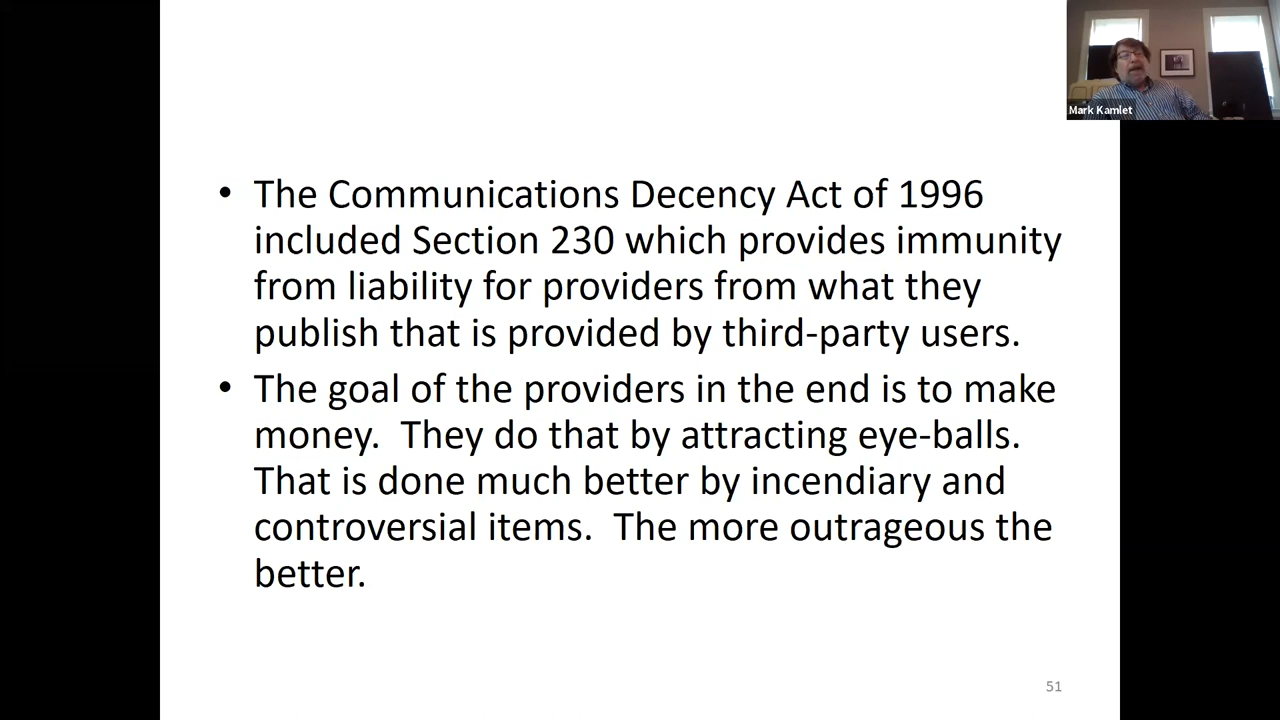 Mark Kamlet
• The Communications Decency Act of 1996
included Section 230 which provides immunity
from liability for providers from what they
publish that is provided by third-party users.
• The goal of the providers in the end is to make
money.  They do that by attracting eye-balls.
That is done much better by incendiary and
controversial items.  The more outrageous the
better.
51